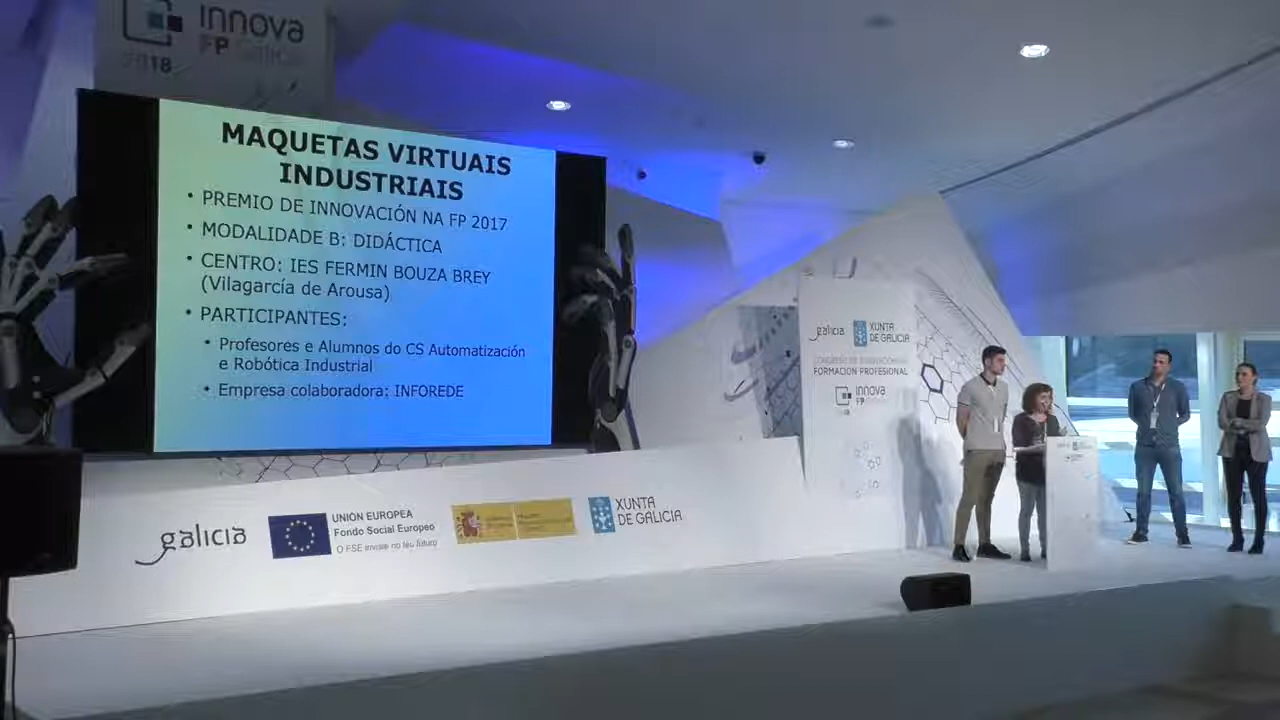 innova
FP
2018
MAQUETAS VIRTUAIS
INDUSTRIAIS
• PREMIO DE INNOVACIÓN NA FP 2017
• MODALIDADE B: DIDÁCTICA
• CENTRO: IES FERMIN BOUZA BREY
(Vilagarcía de Arousa)
• PARTICIPANTES:
• Profesores e Alumnos do CS Automatización
e Robótica Industrial
• Empresa colaboradora: INFOREDE
galicia
UNIÓN EUROPEA
Fondo Social Europeo
O FSE inviste no teu futuro
XUNTA
DE GALICIA
galicia
XUNTA
DE GALICIA
FORMACIÓN PROFESIONAL
innova
FP